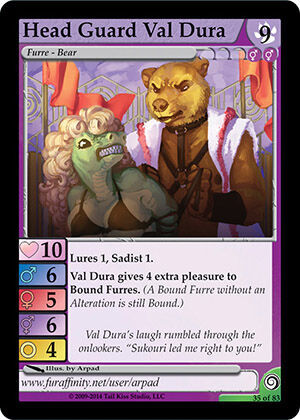 Head Guard Val Dura 9
Furre - Bear
10
6
5
6
4
Lures 1, Sadist 1.
Val Dura gives 4 extra pleasure to
Bound Furres. (A Bound Furre without an
Alteration is still Bound.)
Val Dura's laugh rumbled through the
onlookers. "Sukouri led me right to you!"
Illus. by Arpad
www.furaffinity.net/user/arpad
35 of 83
© 2009-2014 Tail Kiss Studio, LLC